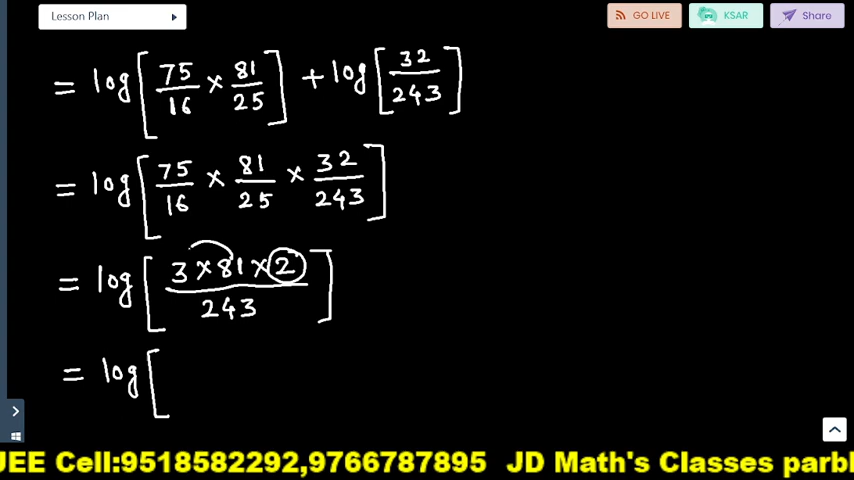 Lesson Plan
GO LIVE
KSAR
Share
= log[75/16 × 81/25] + log[32/243]
= log[75/16 × 81/25 × 32/243]
= log[3×81×2/243]
= log[
JEE Cell:9518582292,9766787895 JD Math's Classes parbl